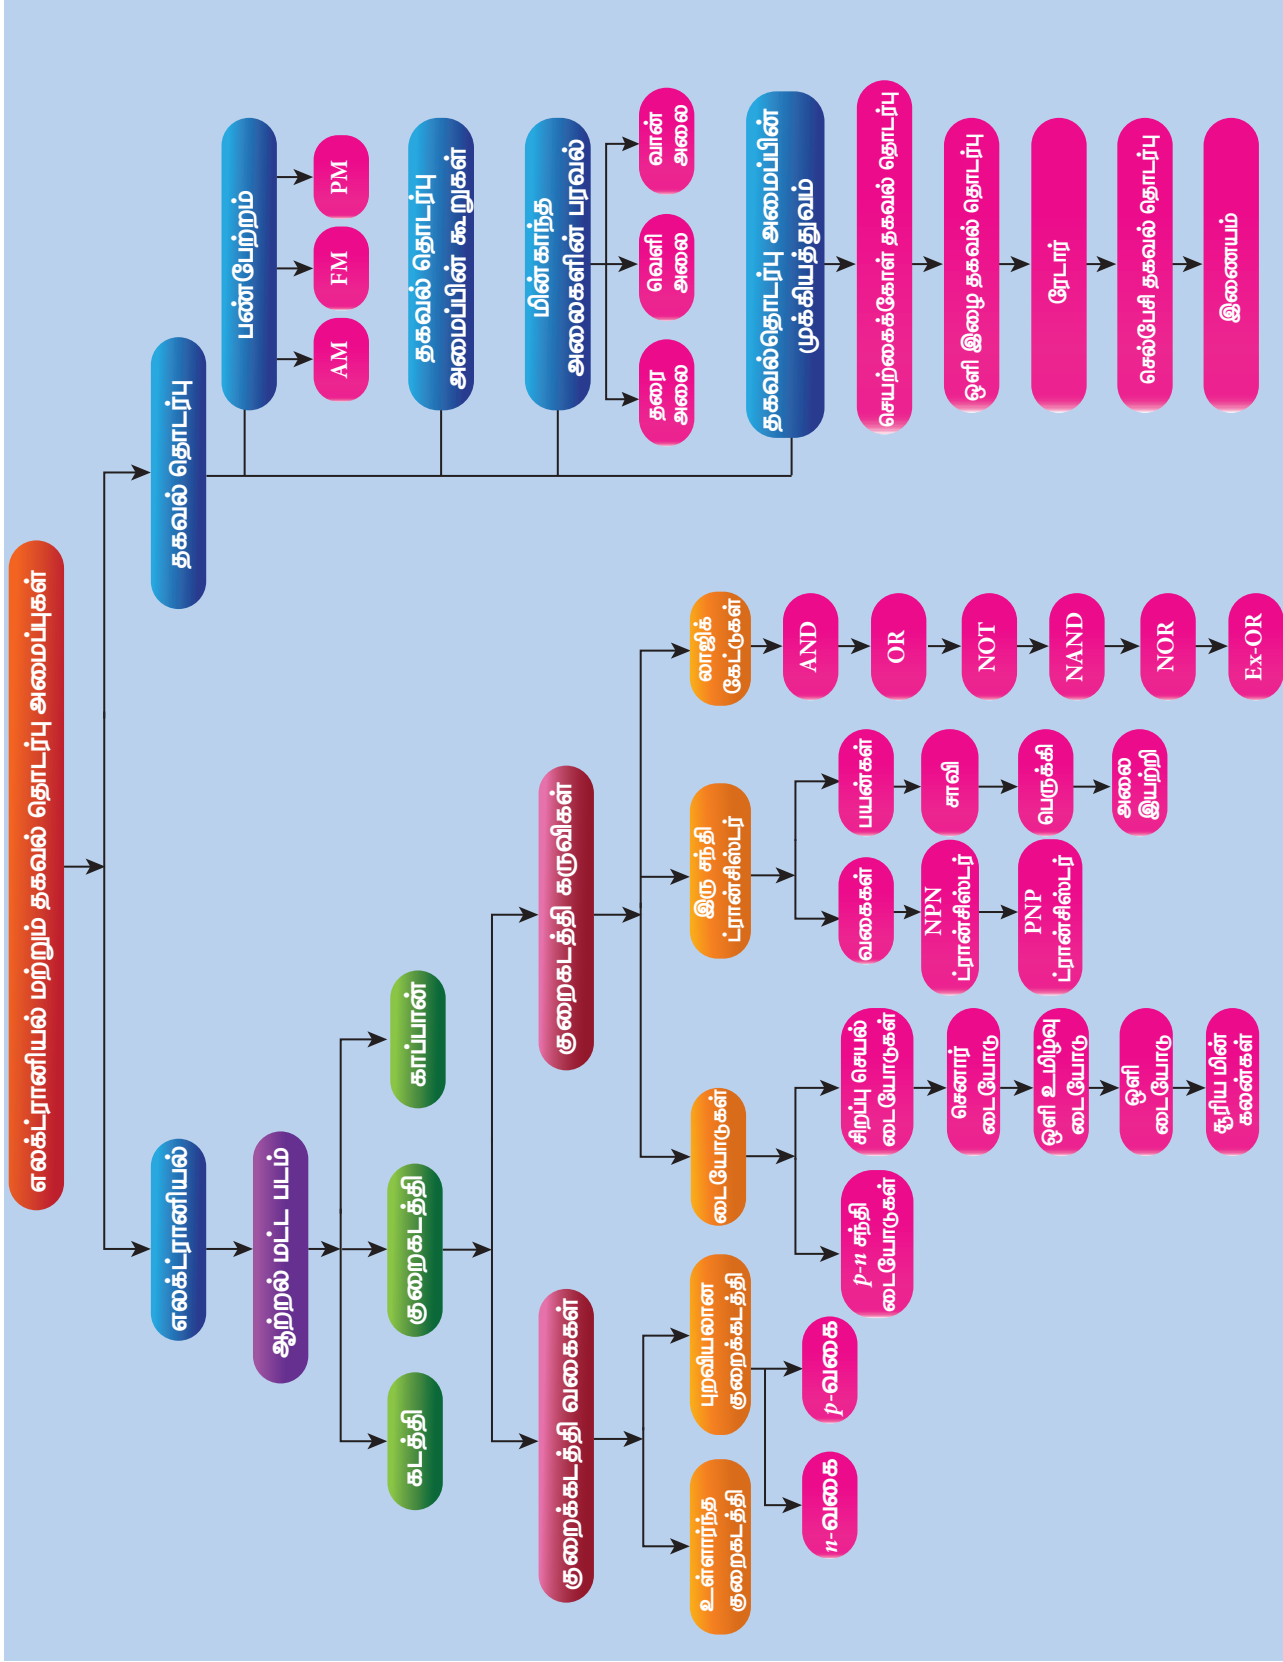 எலக்ட்ரானியல் மற்றும் தகவல் தொடர்பு அமைப்புகள்
எலக்ட்ரானியல்
ஆற்றல் மட்ட படம்
கடத்தி
குறைகடத்தி
காப்பான்
குறைக்கடத்தி வகைகள்
உள்ளார்ந்த
குறைகடத்தி
புறவியலான
குறைக்கடத்தி
n-வகை
p-வகை
குறைகடத்தி கருவிகள்
டையோடுகள்
p-n சந்தி
டையோடுகள்
சிறப்பு செயல்
டையோடுகள்
செனார்
டையோடு
ஒளி உமிழ்வு
டையோடு
ஒளி
டையோடு
சூரிய மின்
கலன்கள்
இரு சந்தி
ட்ரான்சிஸ்டர்
வகைகள்
NPN
ட்ரான்சிஸ்டர்
PNP
ட்ரான்சிஸ்டர்
பயன்கள்
சாவி
பெருக்கி
அலை
இயற்றி
லாஜிக்
கேட்டுகள்
AND
OR
NOT
NAND
NOR
Ex-OR
தகவல் தொடர்பு
பண்பேற்றம்
AM
FM
PM
தகவல் தொடர்பு
அமைப்பின் கூறுகள்
மின்காந்த
அலைகளின் பரவல்
தரை
அலை
வெளி
அலை
வான்
அலை
தகவல்தொடர்பு அமைப்பின்
முக்கியத்துவம்
செயற்கைக்கோள் தகவல் தொடர்பு
ஒளி இழை தகவல் தொடர்பு
ரேடார்
செல்பேசி தகவல் தொடர்பு
இணையம்